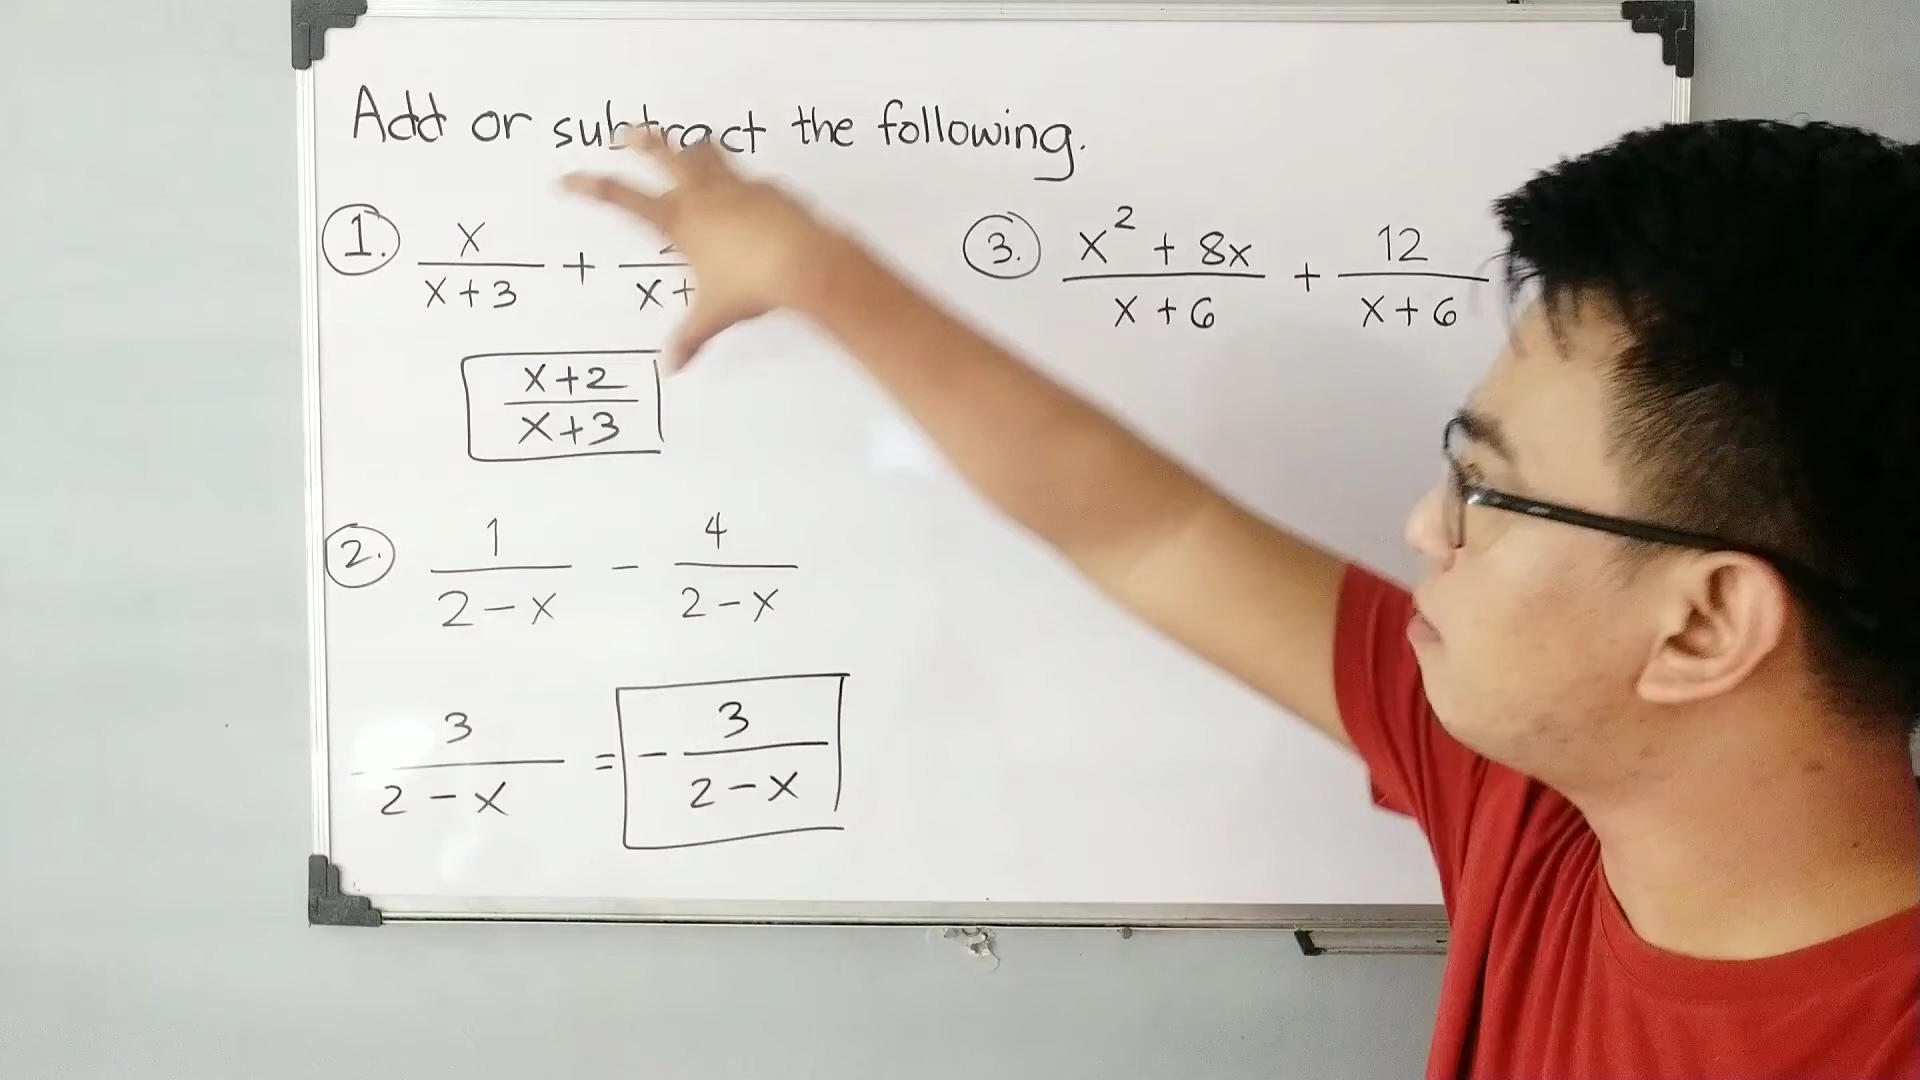 Add or subtract the following.
1. x/(x+3) + /(x+
(x+2)/(x+3)
2. 1/(2-x) - 4/(2-x)
-3/(2-x) = -3/(2-x)
3. (x² + 8x)/(x+6) + 12/(x+6)